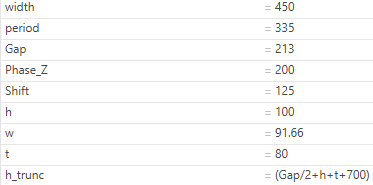 width = 450
period = 335
Gap = 213
Phase_Z = 200
Shift = 125
h = 100
w = 91.66
t = 80
h_trunc = (Gap/2+h+t+700)